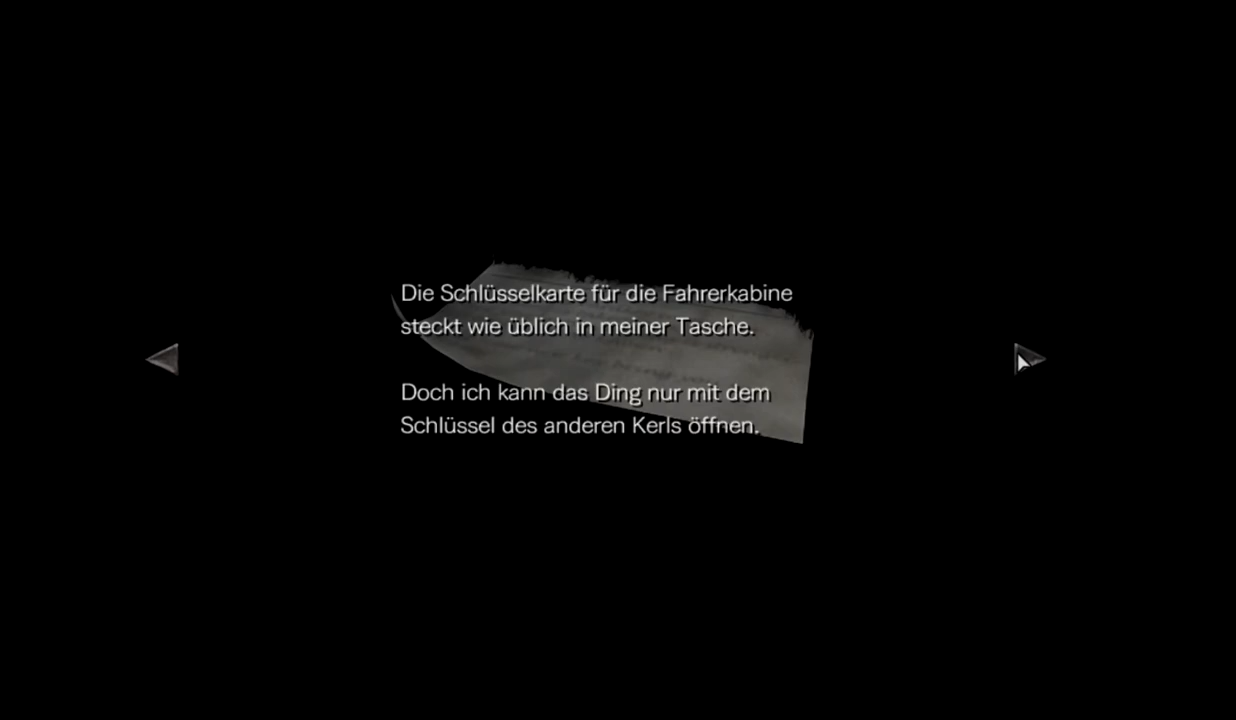 Die Schlüsselkarte für die Fahrerkabine
steckt wie üblich in meiner Tasche.
Doch ich kann das Ding nur mit dem
Schlüssel des anderen Kerls öffnen.